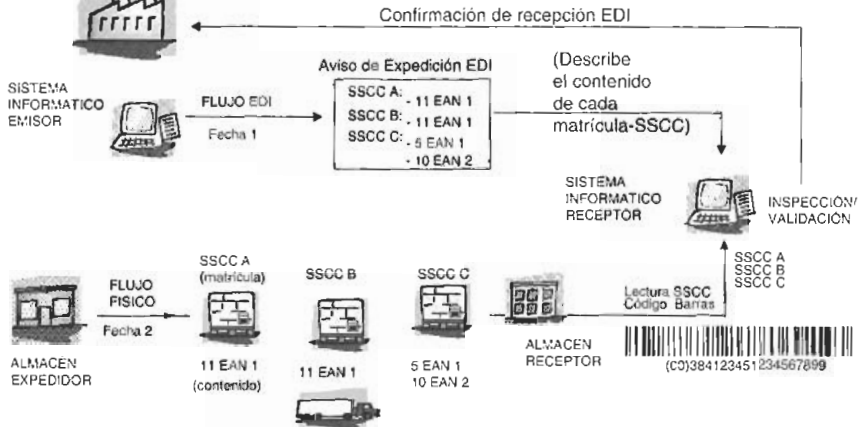 Confirmación de recepción EDI
Aviso de Expedición EDI
(Describe
el contenido
de cada
matrícula-SSCC)
SISTEMA
INFORMATICO
EMISOR
FLUJO EDI
Fecha 1
SSCC A:
- 11 EAN 1
SSCC B:
- 11 EAN 1
SSCC C:
- 5 EAN 1
- 10 EAN 2
SISTEMA
INFORMATICO
RECEPTOR
INSPECCIÓN/
VALIDACIÓN
SSCC A
SSCC B
SSCC C
Lectura SSCC
Código Barras
(00)384123451234567899
ALMACEN
EXPEDIDOR
FLUJO
FISICO
Fecha 2
SSCC A
(matrícula)
11 EAN 1
(contenido)
SSCC B
11 EAN 1
SSCC C
5 EAN 1
10 EAN 2
ALMACEN
RECEPTOR